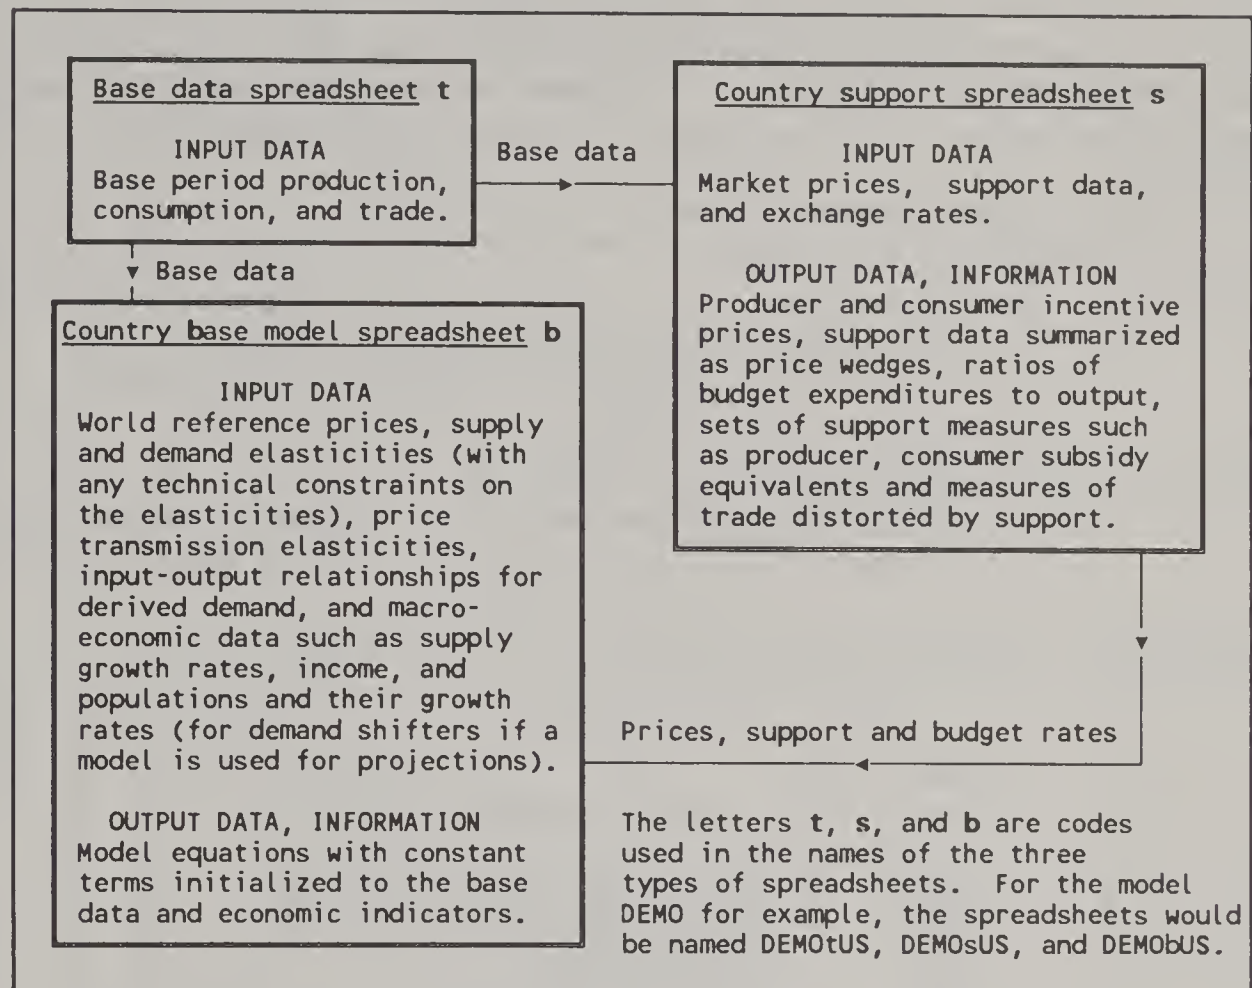 Base data spreadsheet t
INPUT DATA
Base period production,
consumption, and trade.
Base data
Country support spreadsheet s
INPUT DATA
Market prices, support data,
and exchange rates.
OUTPUT DATA, INFORMATION
Producer and consumer incentive
prices, support data summarized
as price wedges, ratios of
budget expenditures to output,
sets of support measures such
as producer, consumer subsidy
equivalents and measures of
trade distorted by support.
Base data
Country base model spreadsheet b
INPUT DATA
World reference prices, supply
and demand elasticities (with
any technical constraints on
the elasticities), price
transmission elasticities,
input-output relationships for
derived demand, and macro-
economic data such as supply
growth rates, income, and
populations and their growth
rates (for demand shifters if a
model is used for projections).
OUTPUT DATA, INFORMATION
Model equations with constant
terms initialized to the base
data and economic indicators.
Prices, support and budget rates
The letters t, s, and b are codes
used in the names of the three
types of spreadsheets. For the model
DEMO for example, the spreadsheets would
be named DEMOtUS, DEMOsUS, and DEMObUS.